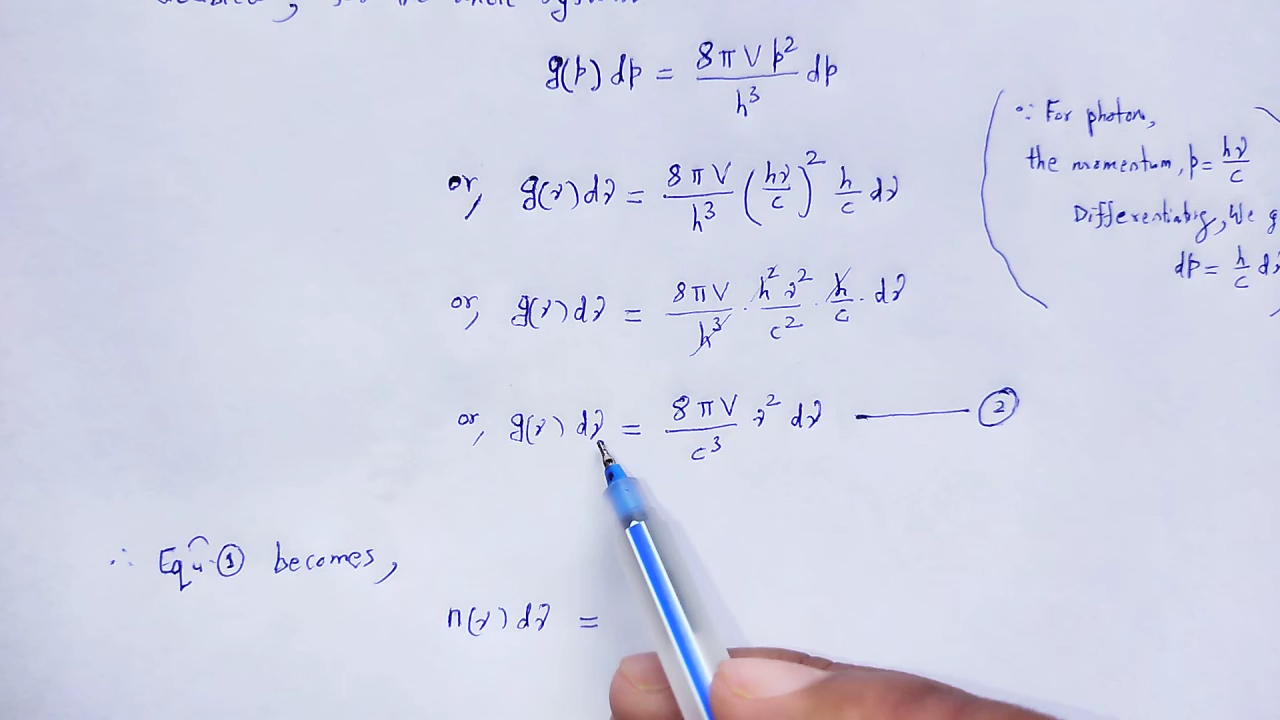 g(p) dp = 8πVp²/h³ dp
∵ For photon,
the momentum, p = hν/c
or, g(ν)dν = 8πV/h³ (hν/c)² h/c dν
Differentiating, We g
dp = h/c dν
or, g(ν)dν = 8πV/h³ · h²ν²/c² · h/c · dν
or, g(ν) dν = 8πV/c³ ν² dν —— ②
∴ Equ.① becomes,
n(ν)dν =